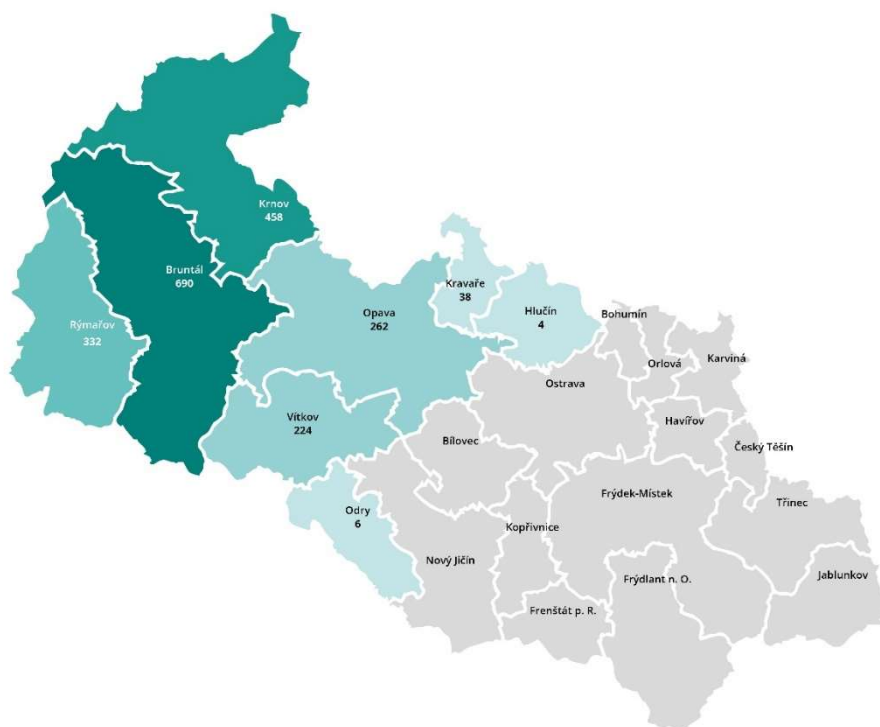 Krnov
458
Bruntál
690
Kravaře
38
Opava
262
Hlučín
4
Bohumín
Rýmařov
332
Orlová
Karviná
Ostrava
Vítkov
224
Havířov
Bílovec
Český Těšín
Frýdek-Místek
Třinec
Odry
6
Kopřivnice
Nový Jičín
Frýdlant n. O.
Jablunkov
Frenštát p. R.